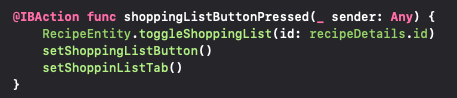 @IBAction func shoppingListButtonPressed(_ sender: Any) {
    RecipeEntity.toggleShoppingList(id: recipeDetails.id)
    setShoppingListButton()
    setShoppinListTab()
}